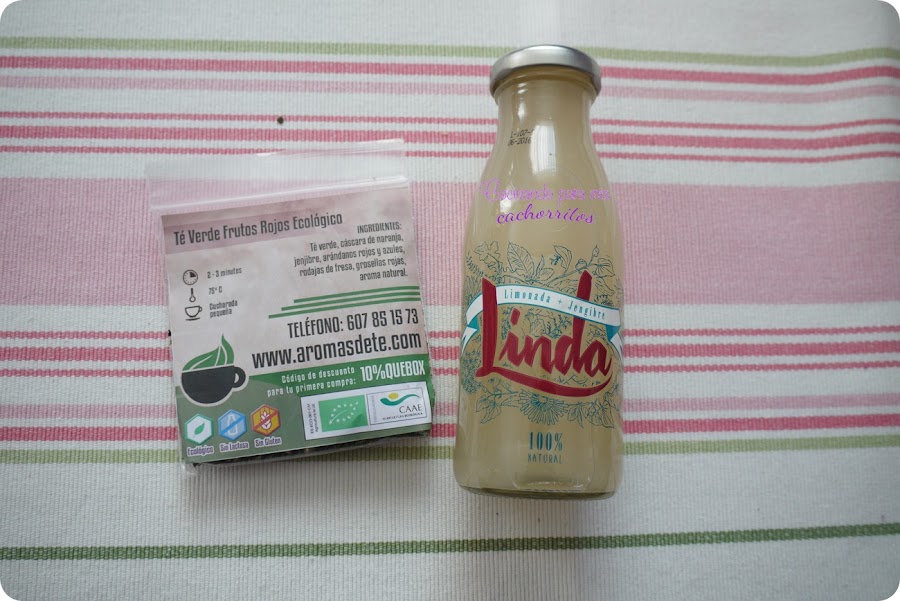 Té Verde Frutos Rojos Ecológico
INGREDIENTES:
Té verde, cáscara de naranja,
jenjibre, arándanos rojos y azules,
rodajas de fresa, grosellas rojas,
aroma natural.
2 - 3 minutos
75º C
Cucharada
pequeña
TELÉFONO: 607 85 15 73
www.aromasdete.com
Código de descuento
para tu primera compra: 10%QUEBOX
CAAE
Ecológico
Sin Lactosa
Sin Gluten
cachorritos
Limonada + Jengibre
Linda
100%
NATURAL